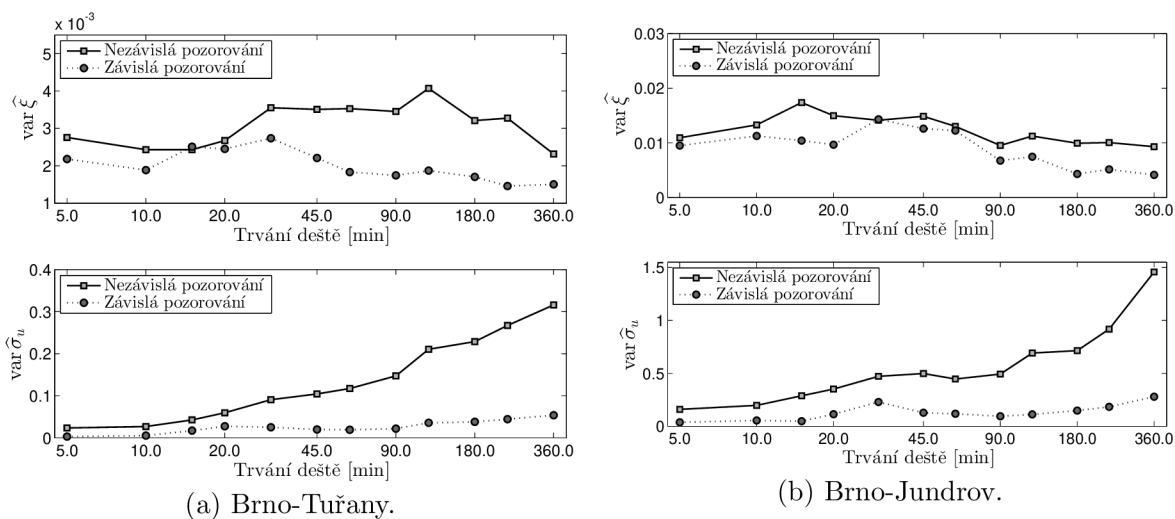 x 10⁻³
5
4
3
2
1
var ξ̂
Nezávislá pozorování
Závislá pozorování
5.0 10.0 20.0 45.0 90.0 180.0 360.0
Trvání deště [min]
0.4
0.3
0.2
0.1
0
var σ̂ᵤ
Nezávislá pozorování
Závislá pozorování
5.0 10.0 20.0 45.0 90.0 180.0 360.0
Trvání deště [min]
(a) Brno-Tuřany.
0.03
0.02
0.01
0
var ξ̂
Nezávislá pozorování
Závislá pozorování
5.0 10.0 20.0 45.0 90.0 180.0 360.0
Trvání deště [min]
1.5
1
0.5
0
var σ̂ᵤ
Nezávislá pozorování
Závislá pozorování
5.0 10.0 20.0 45.0 90.0 180.0 360.0
Trvání deště [min]
(b) Brno-Jundrov.